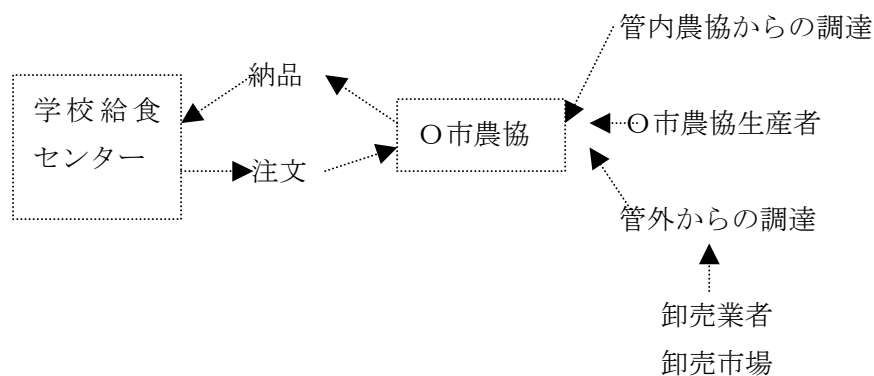 管内農協からの調達
納品
学校給食
センター
O市農協
O市農協生産者
注文
管外からの調達
卸売業者
卸売市場